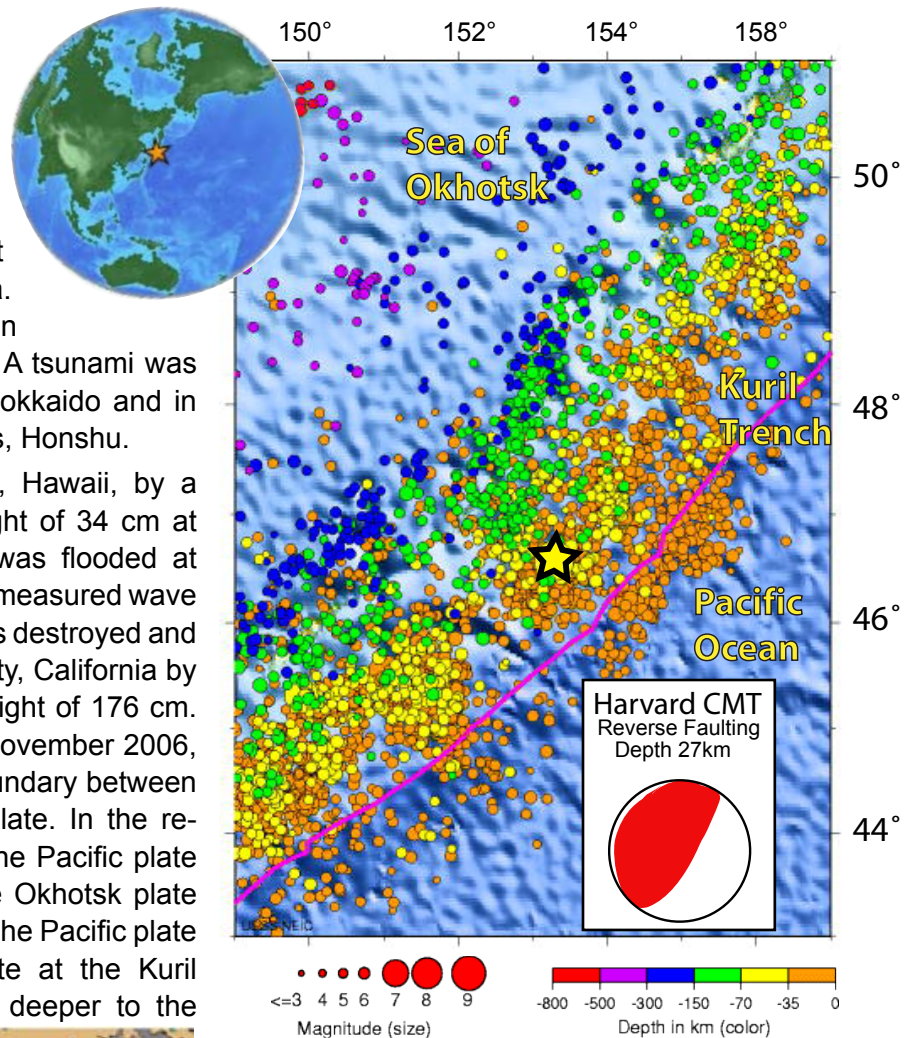 150° 152° 154° 158°
Sea of
Okhotsk
50°
48°
Kuril
Trench
46°
Pacific
Ocean
44°
Harvard CMT
Reverse Faulting
Depth 27km
<=3 4 5 6 7 8 9
Magnitude (size)
-800 -500 -300 -150 -70 -35 0
Depth in km (color)
t
a.
n
A tsunami was
okkaido and in
s, Honshu.
, Hawaii, by a
ght of 34 cm at
was flooded at
measured wave
s destroyed and
ty, California by
ight of 176 cm.
ovember 2006,
undary between
plate. In the re-
he Pacific plate
e Okhotsk plate
he Pacific plate
te at the Kuril
deeper to the